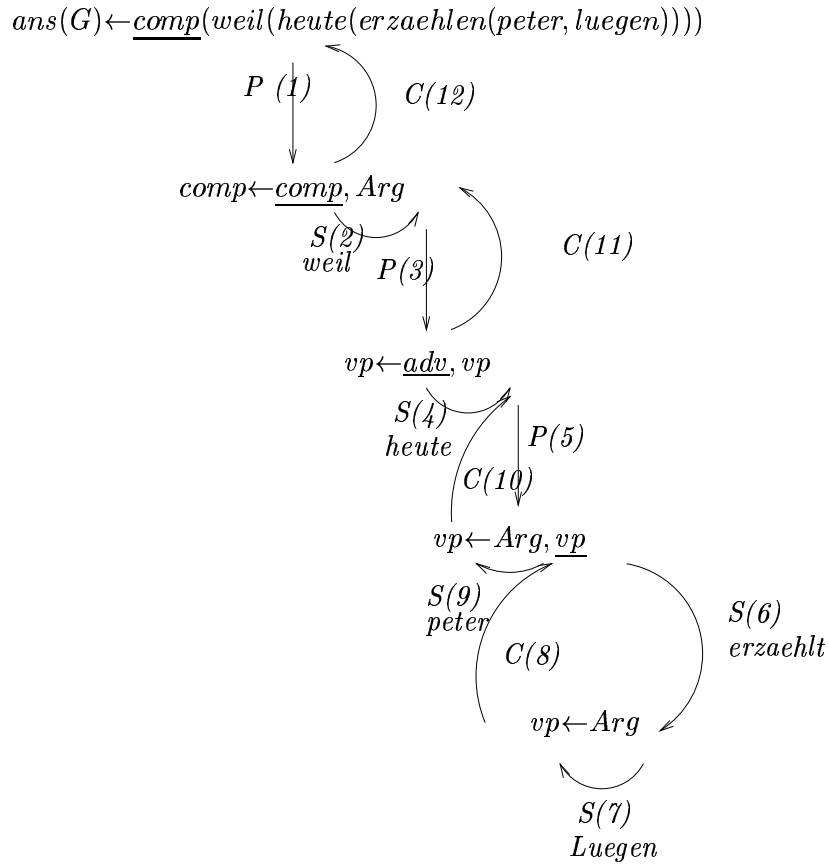 ans(G)←comp(weil(heute(erzaehlen(peter,luegen))))
P (1)
C(12)
comp←comp,Arg
S(2)
weil
P(3)
C(11)
vp←adv,vp
S(4)
heute
P(5)
C(10)
vp←Arg,vp
S(9)
peter
S(6)
erzaehlt
C(8)
vp←Arg
S(7)
Luegen